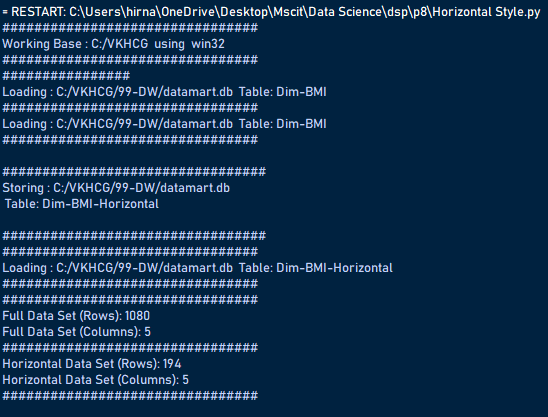 = RESTART: C:\Users\hirna\OneDrive\Desktop\Mscit\Data Science\dsp\p8\Horizontal Style.py
################################
Working Base : C:/VKHCG  using  win32
################################
################
Loading : C:/VKHCG/99-DW/datamart.db  Table: Dim-BMI
################################
Loading : C:/VKHCG/99-DW/datamart.db  Table: Dim-BMI
################################
#################################
Storing : C:/VKHCG/99-DW/datamart.db
 Table: Dim-BMI-Horizontal
#################################
################################
Loading : C:/VKHCG/99-DW/datamart.db  Table: Dim-BMI-Horizontal
################################
################################
Full Data Set (Rows): 1080
Full Data Set (Columns): 5
################################
Horizontal Data Set (Rows): 194
Horizontal Data Set (Columns): 5
################################